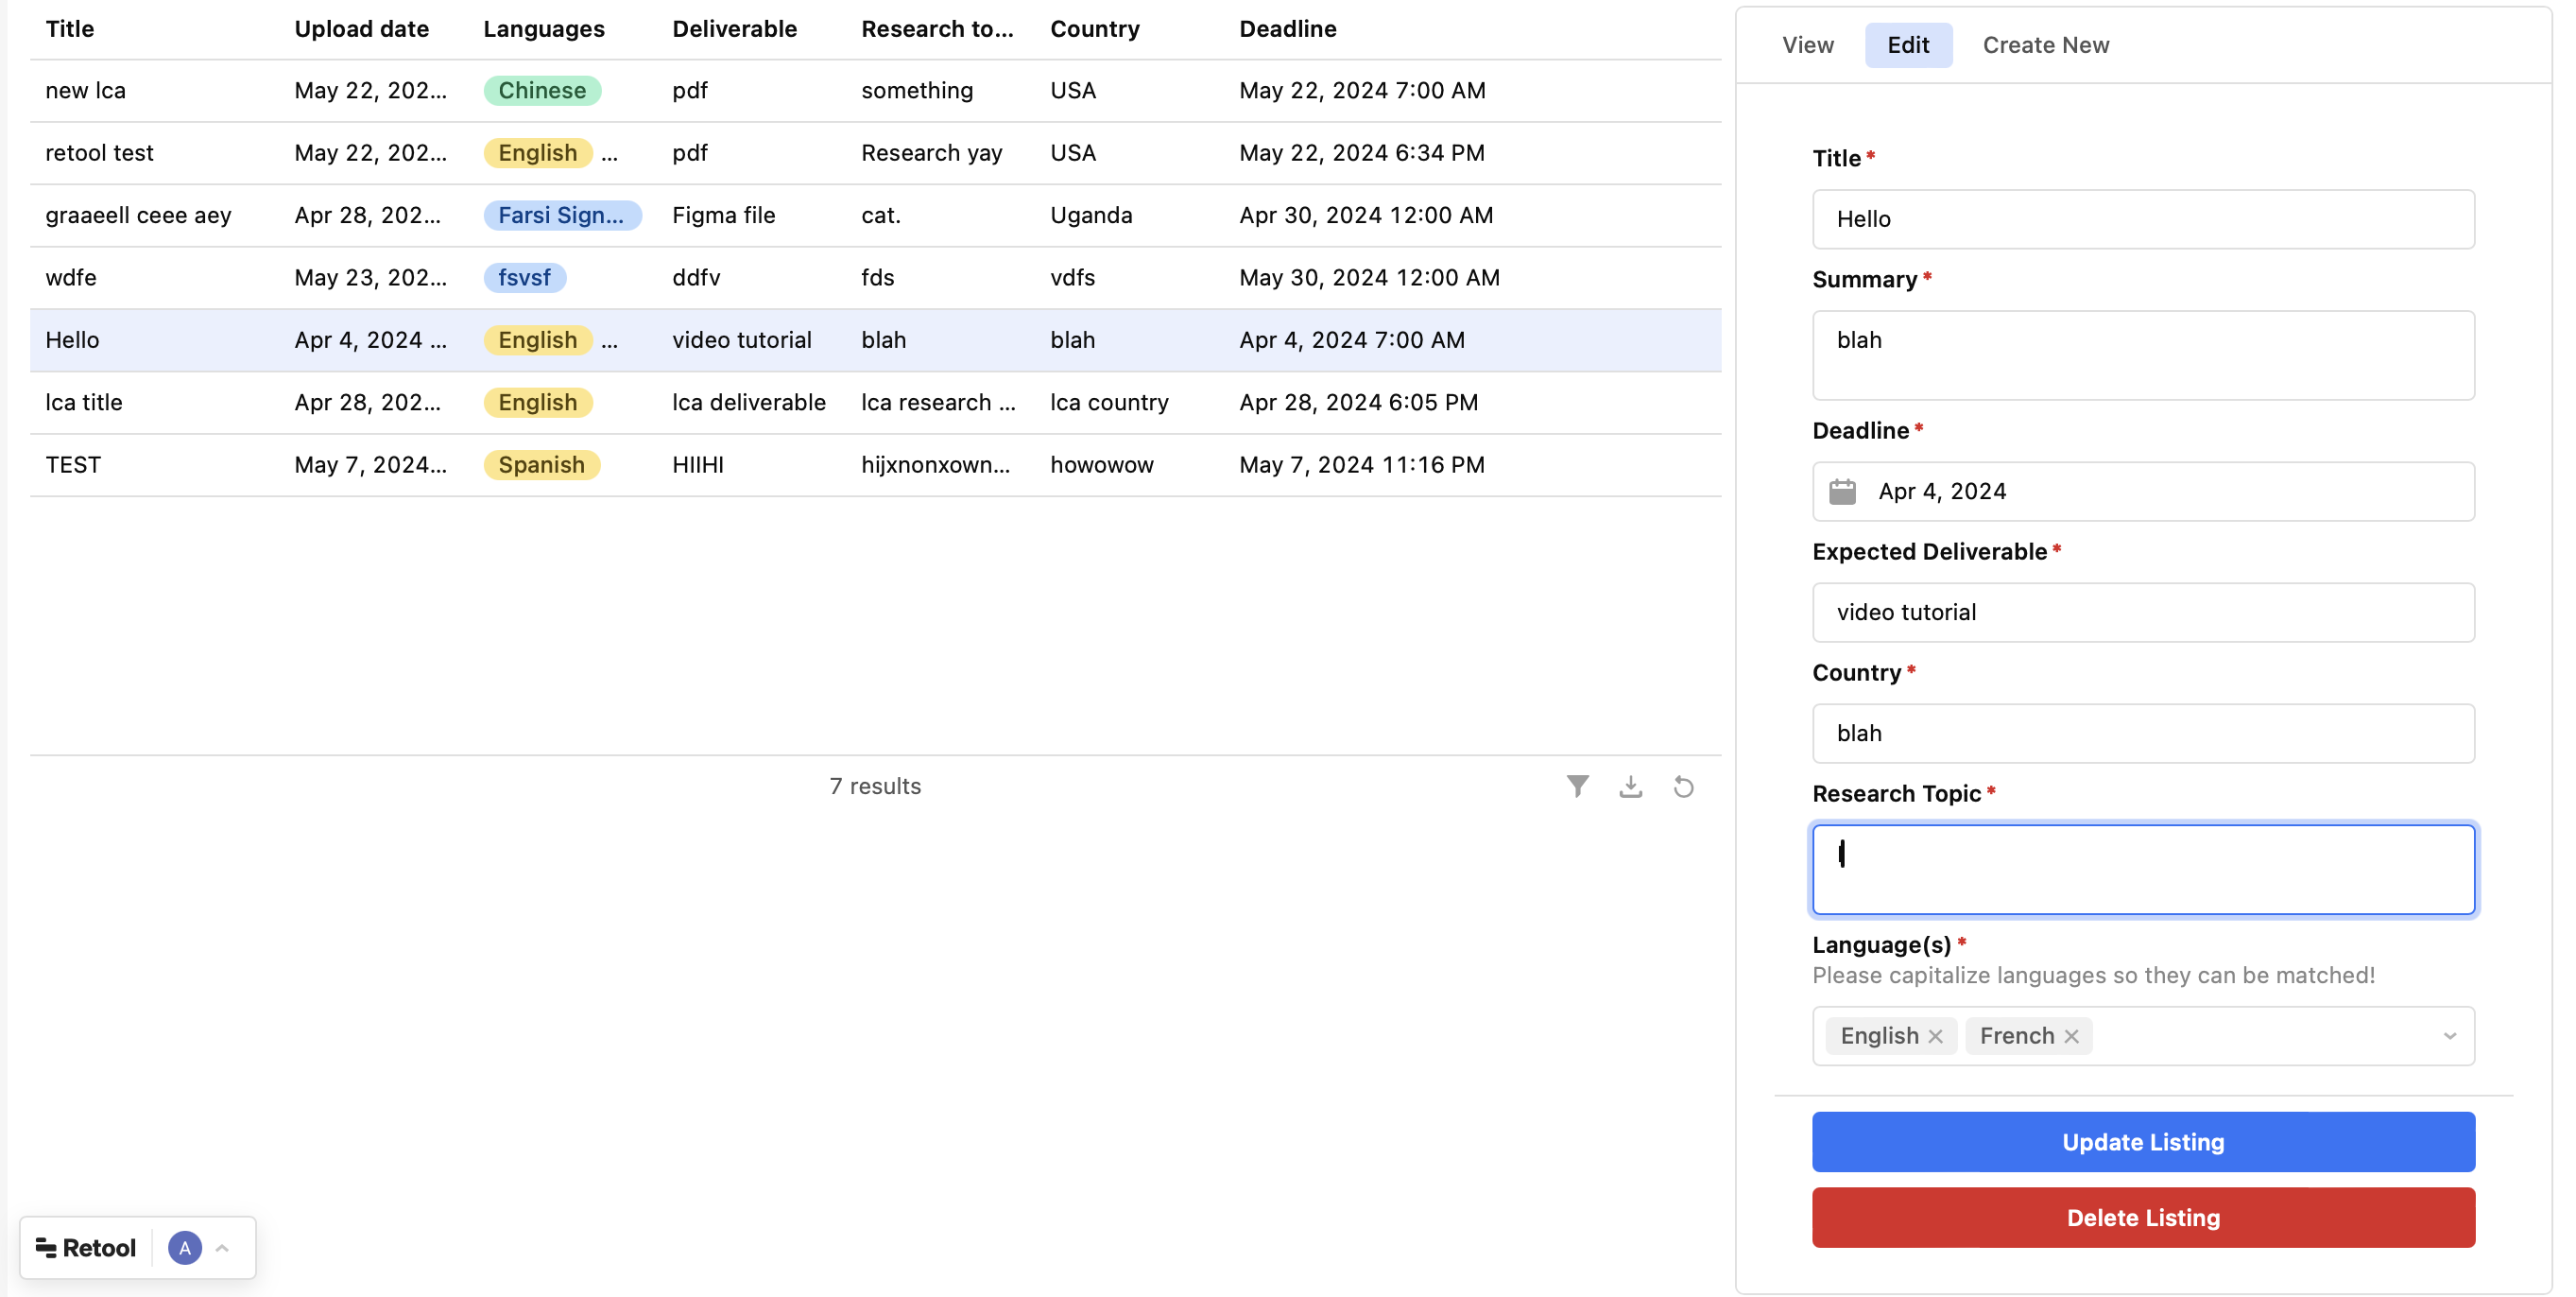 Title Upload date Languages Deliverable Research to... Country Deadline
new lca May 22, 202... Chinese pdf something USA May 22, 2024 7:00 AM
retool test May 22, 202... English ... pdf Research yay USA May 22, 2024 6:34 PM
graaeell ceee aey Apr 28, 202... Farsi Sign... Figma file cat. Uganda Apr 30, 2024 12:00 AM
wdfe May 23, 202... fsvsf ddfv fds vdfs May 30, 2024 12:00 AM
Hello Apr 4, 2024 ... English ... video tutorial blah blah Apr 4, 2024 7:00 AM
lca title Apr 28, 202... English lca deliverable lca research ... lca country Apr 28, 2024 6:05 PM
TEST May 7, 2024... Spanish HIIHI hijxnonxown... howowow May 7, 2024 11:16 PM
7 results
View Edit Create New
Title *
Hello
Summary *
blah
Deadline *
Apr 4, 2024
Expected Deliverable *
video tutorial
Country *
blah
Research Topic *
Language(s) *
Please capitalize languages so they can be matched!
English × French ×
Update Listing
Delete Listing
Retool A